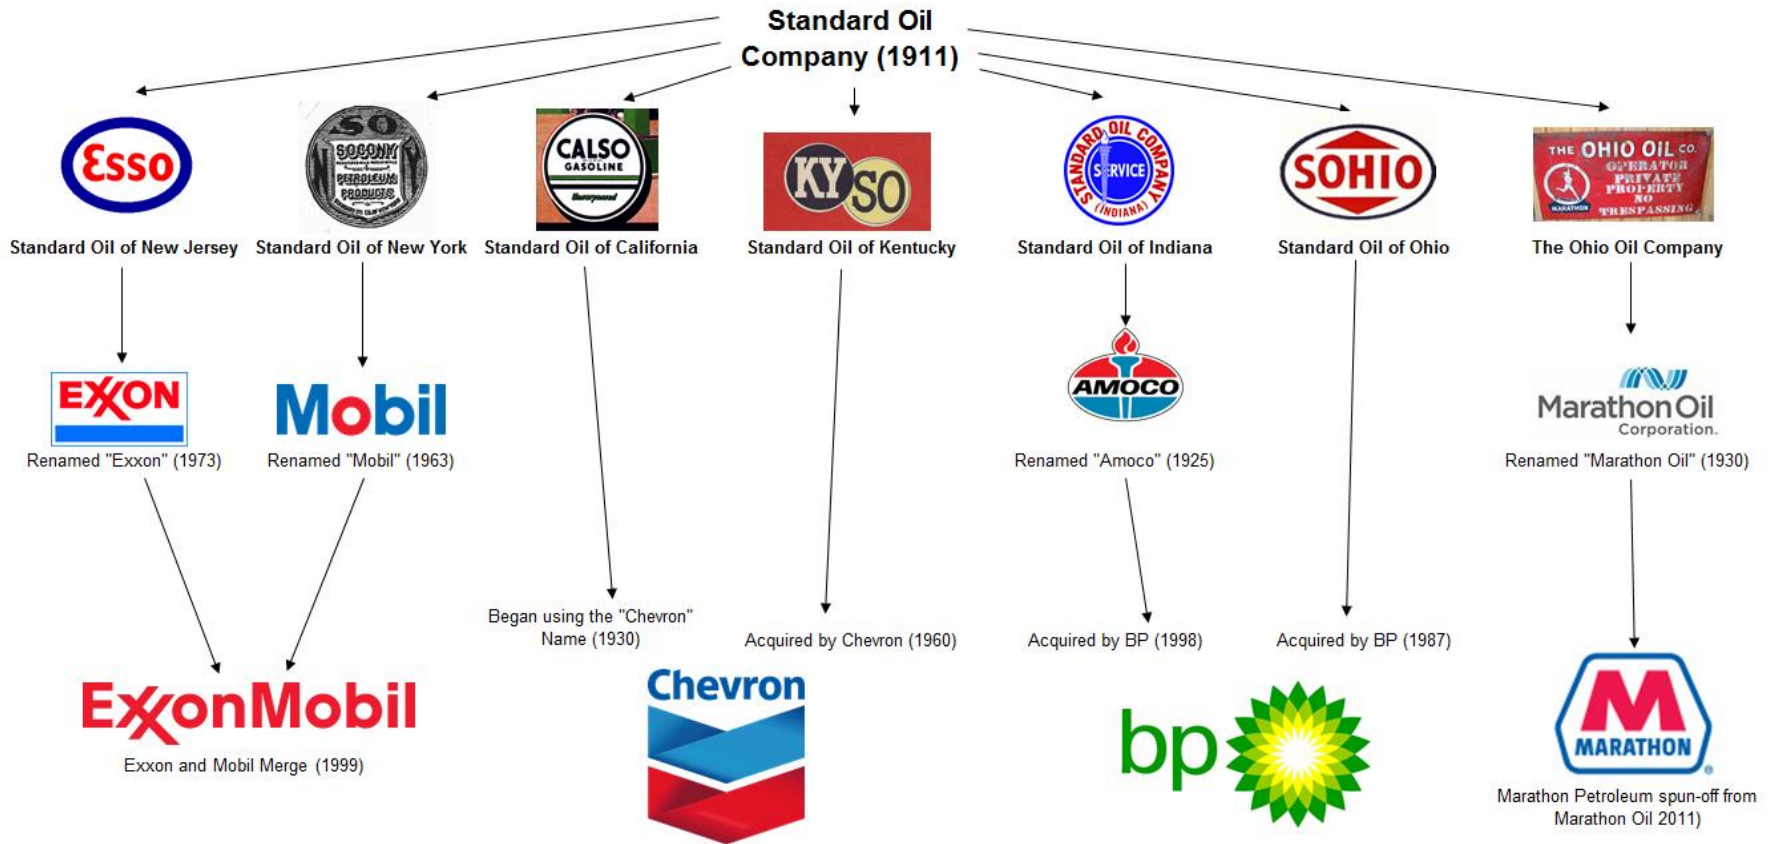 Standard Oil
Company (1911)
Esso
SO
N Y
SOCONY
PETROLEUM
PRODUCTS
CALSO
GASOLINE
Unsurpassed
KYSO
STANDARD OIL COMPANY
SERVICE
(INDIANA)
SOHIO
THE OHIO OIL CO.
OPERATOR
PRIVATE
PROPERTY
NO
TRESPASSING
MARATHON
Standard Oil of New Jersey
Standard Oil of New York
Standard Oil of California
Standard Oil of Kentucky
Standard Oil of Indiana
Standard Oil of Ohio
The Ohio Oil Company
EXXON
Mobil
AMOCO
Marathon Oil
Corporation.
Renamed "Exxon" (1973)
Renamed "Mobil" (1963)
Renamed "Amoco" (1925)
Renamed "Marathon Oil" (1930)
Began using the "Chevron"
Name (1930)
Acquired by Chevron (1960)
Acquired by BP (1998)
Acquired by BP (1987)
ExxonMobil
Exxon and Mobil Merge (1999)
Chevron
bp
M
MARATHON
®
Marathon Petroleum spun-off from
Marathon Oil 2011)